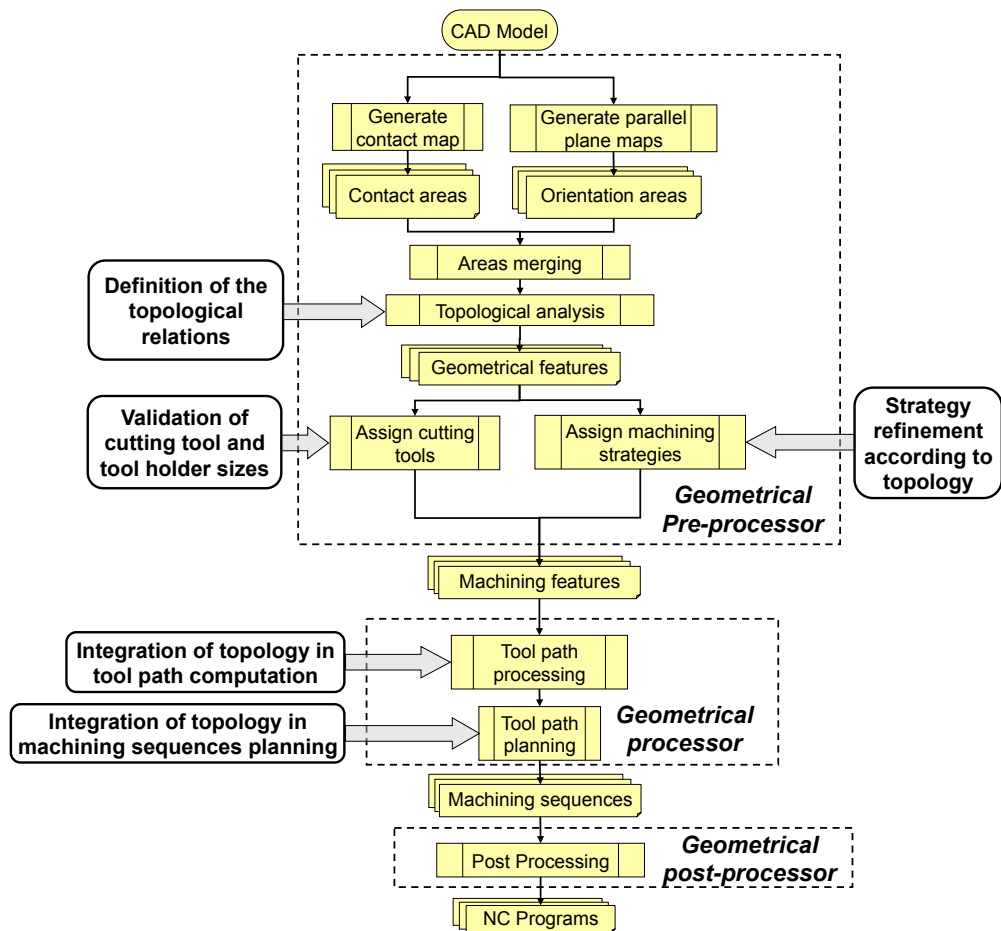 CAD Model
Generate
contact map
Generate parallel
plane maps
Contact areas
Orientation areas
Areas merging
Definition of the
topological
relations
Topological analysis
Geometrical features
Validation of
cutting tool and
tool holder sizes
Assign cutting
tools
Assign machining
strategies
Strategy
refinement
according to
topology
Geometrical
Pre-processor
Machining features
Integration of topology in
tool path computation
Tool path
processing
Integration of topology in
machining sequences planning
Tool path
planning
Geometrical
processor
Machining sequences
Geometrical
post-processor
Post Processing
NC Programs